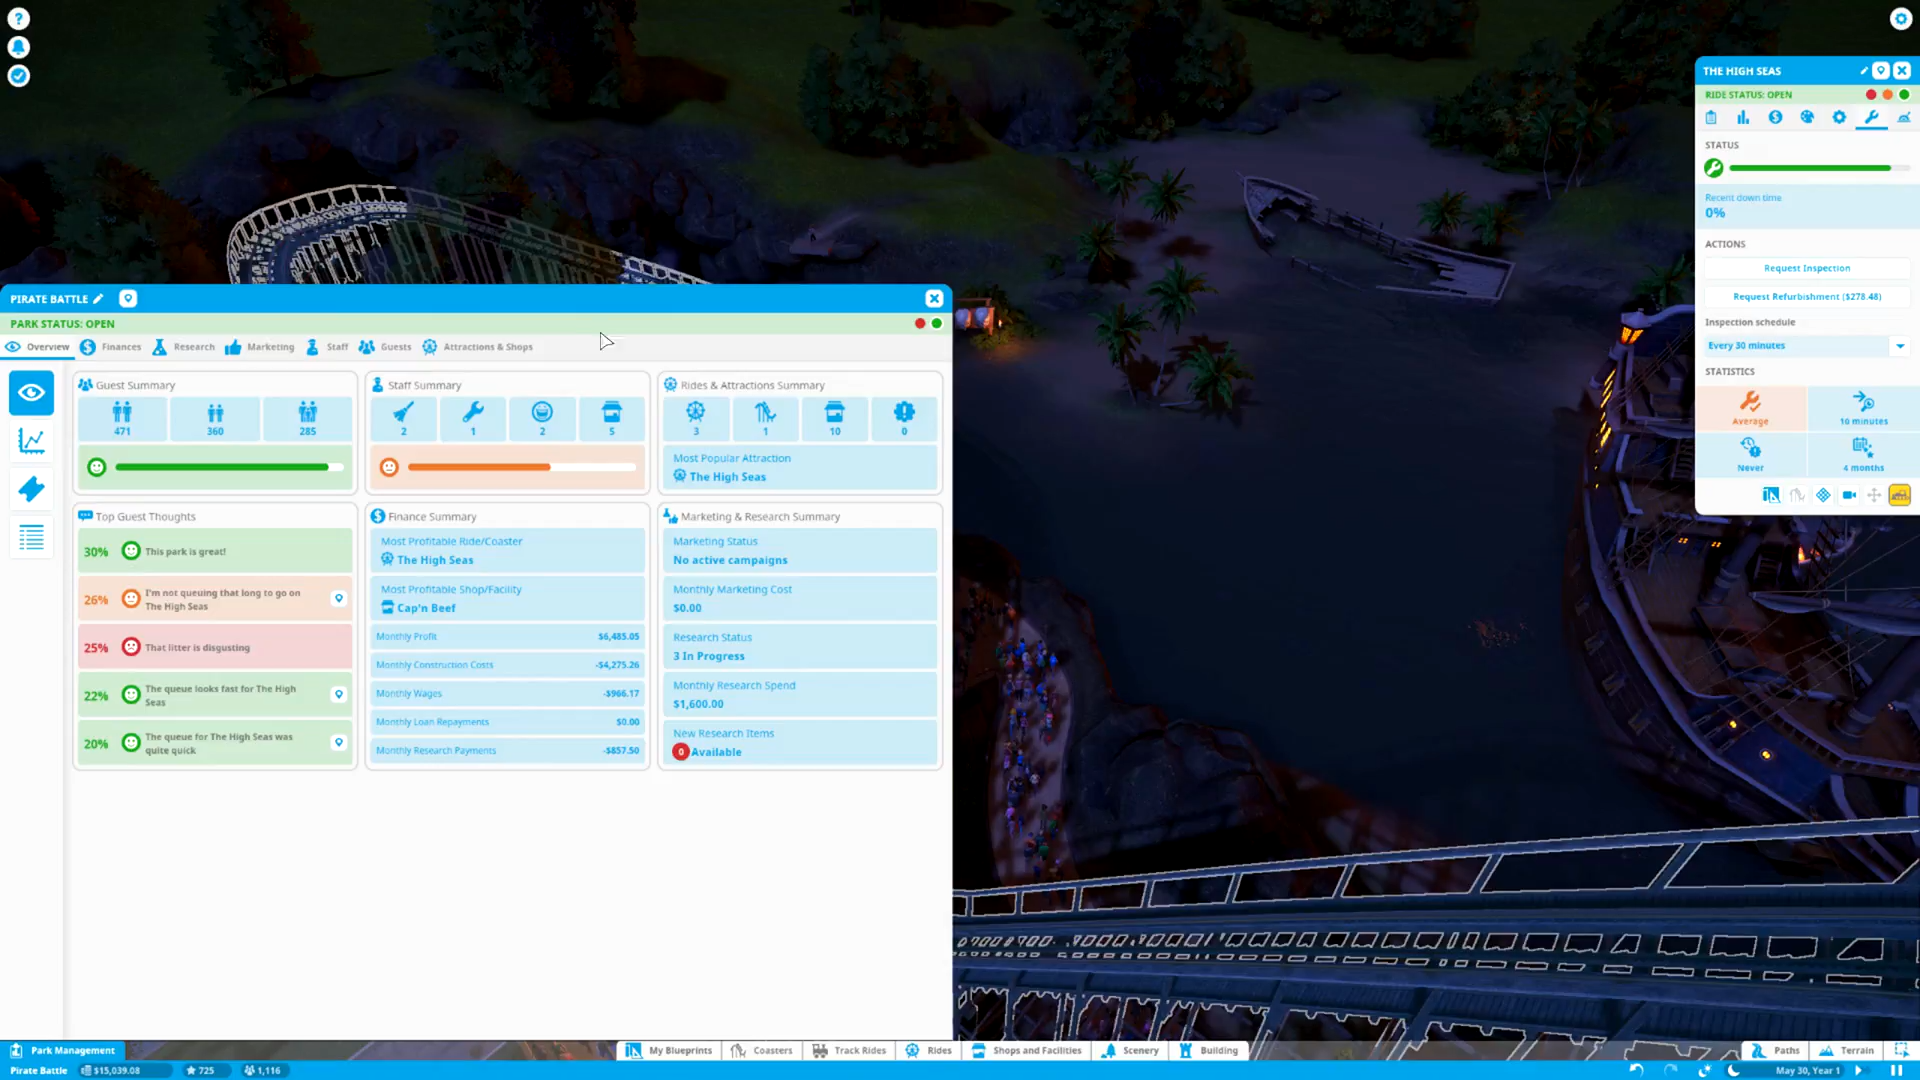 PIRATE BATTLE
PARK STATUS: OPEN
Overview
Finances
Research
Marketing
Staff
Guests
Attractions & Shops
Guest Summary
471
360
285
Staff Summary
2
1
2
5
Rides & Attractions Summary
3
1
10
0
Most Popular Attraction
The High Seas
Top Guest Thoughts
30%
This park is great!
26%
I'm not queuing that long to go on
The High Seas
25%
That litter is disgusting
22%
The queue looks fast for The High
Seas
20%
The queue for The High Seas was
quite quick
Finance Summary
Most Profitable Ride/Coaster
The High Seas
Most Profitable Shop/Facility
Cap'n Beef
Monthly Profit $6,485.05
Monthly Construction Costs -$4,275.26
Monthly Wages -$966.17
Monthly Loan Repayments $0.00
Monthly Research Payments -$857.50
Marketing & Research Summary
Marketing Status
No active campaigns
Monthly Marketing Cost
$0.00
Research Status
3 In Progress
Monthly Research Spend
$1,600.00
New Research Items
0 Available
THE HIGH SEAS
RIDE STATUS: OPEN
STATUS
Recent down time
0%
ACTIONS
Request Inspection
Request Refurbishment ($278.48)
Inspection schedule
Every 30 minutes
STATISTICS
Average
10 minutes
Never
4 months
Park Management
My Blueprints
Coasters
Track Rides
Rides
Shops and Facilities
Scenery
Building
Paths
Terrain
Pirate Battle
$15,039.08
725
1,116
May 30, Year 1